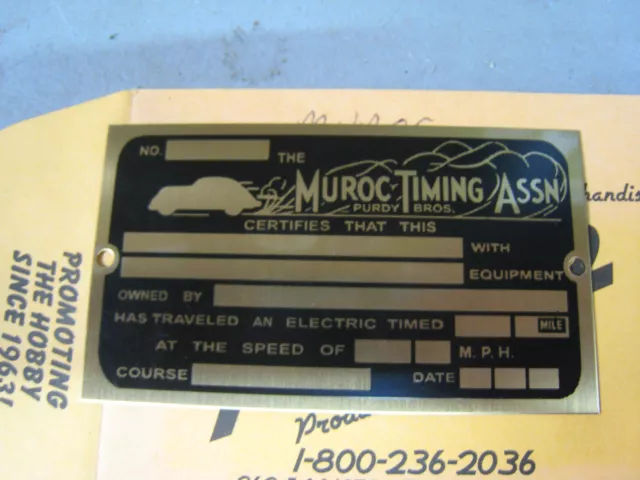 NO. THE
MUROC TIMING ASSN
PURDY BROS.
CERTIFIES THAT THIS
WITH
EQUIPMENT
OWNED BY
HAS TRAVELED AN ELECTRIC TIMED MILE
AT THE SPEED OF M.P.H.
COURSE DATE
PROMOTING
THE HOBBY
SINCE 1963!
1-800-236-2036